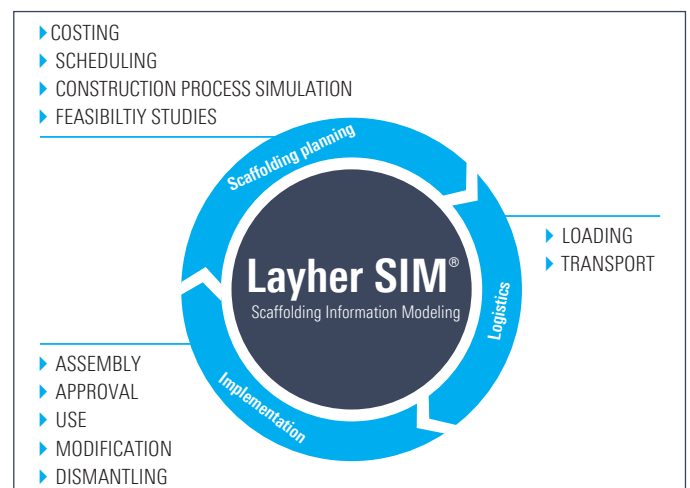 COSTING
SCHEDULING
CONSTRUCTION PROCESS SIMULATION
FEASIBILTIY STUDIES
Scaffolding planning
Layher SIM®
Scaffolding Information Modeling
LOADING
TRANSPORT
Logistics
Implementation
ASSEMBLY
APPROVAL
USE
MODIFICATION
DISMANTLING